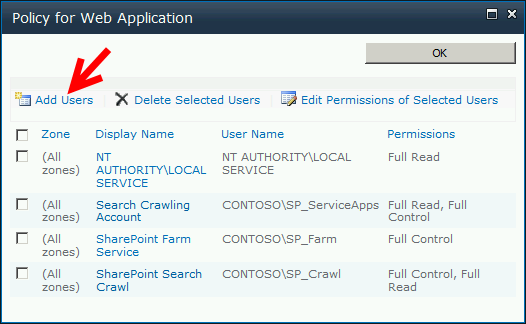 Policy for Web Application
OK
Add Users
Delete Selected Users
Edit Permissions of Selected Users
Zone Display Name User Name Permissions
(All NT NT AUTHORITY\LOCAL Full Read
zones) AUTHORITY\LOCAL SERVICE
SERVICE
(All Search Crawling CONTOSO\SP_ServiceApps Full Read, Full
zones) Account Control
(All SharePoint Farm CONTOSO\SP_Farm Full Control
zones) Service
(All SharePoint Search CONTOSO\SP_Crawl Full Control, Full
zones) Crawl Read